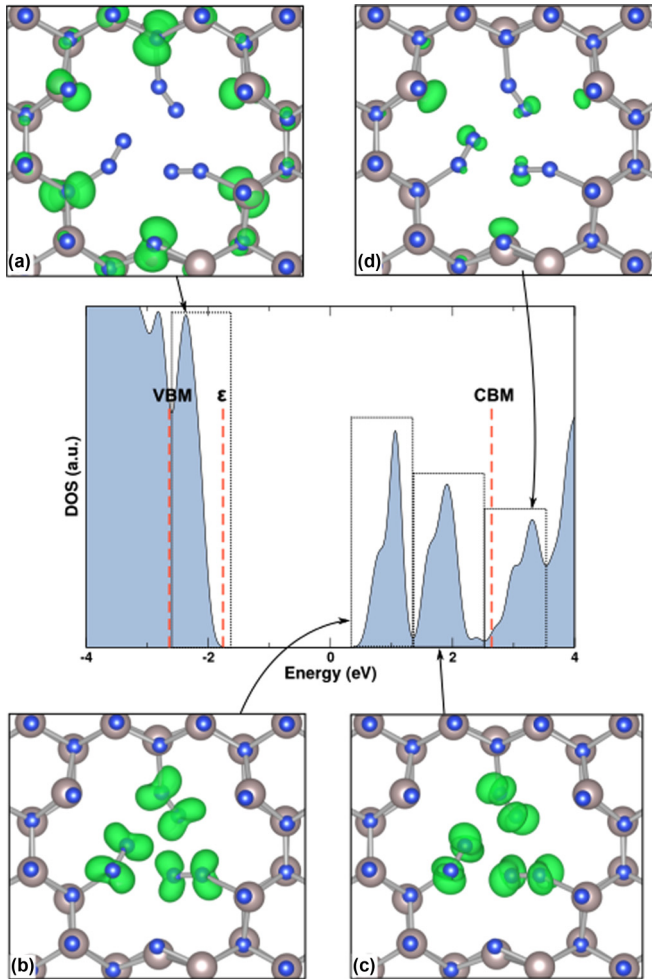 (a)
(d)
VBM ε CBM
DOS (a.u.)
-4 -2 0 2 4
Energy (eV)
(b)
(c)